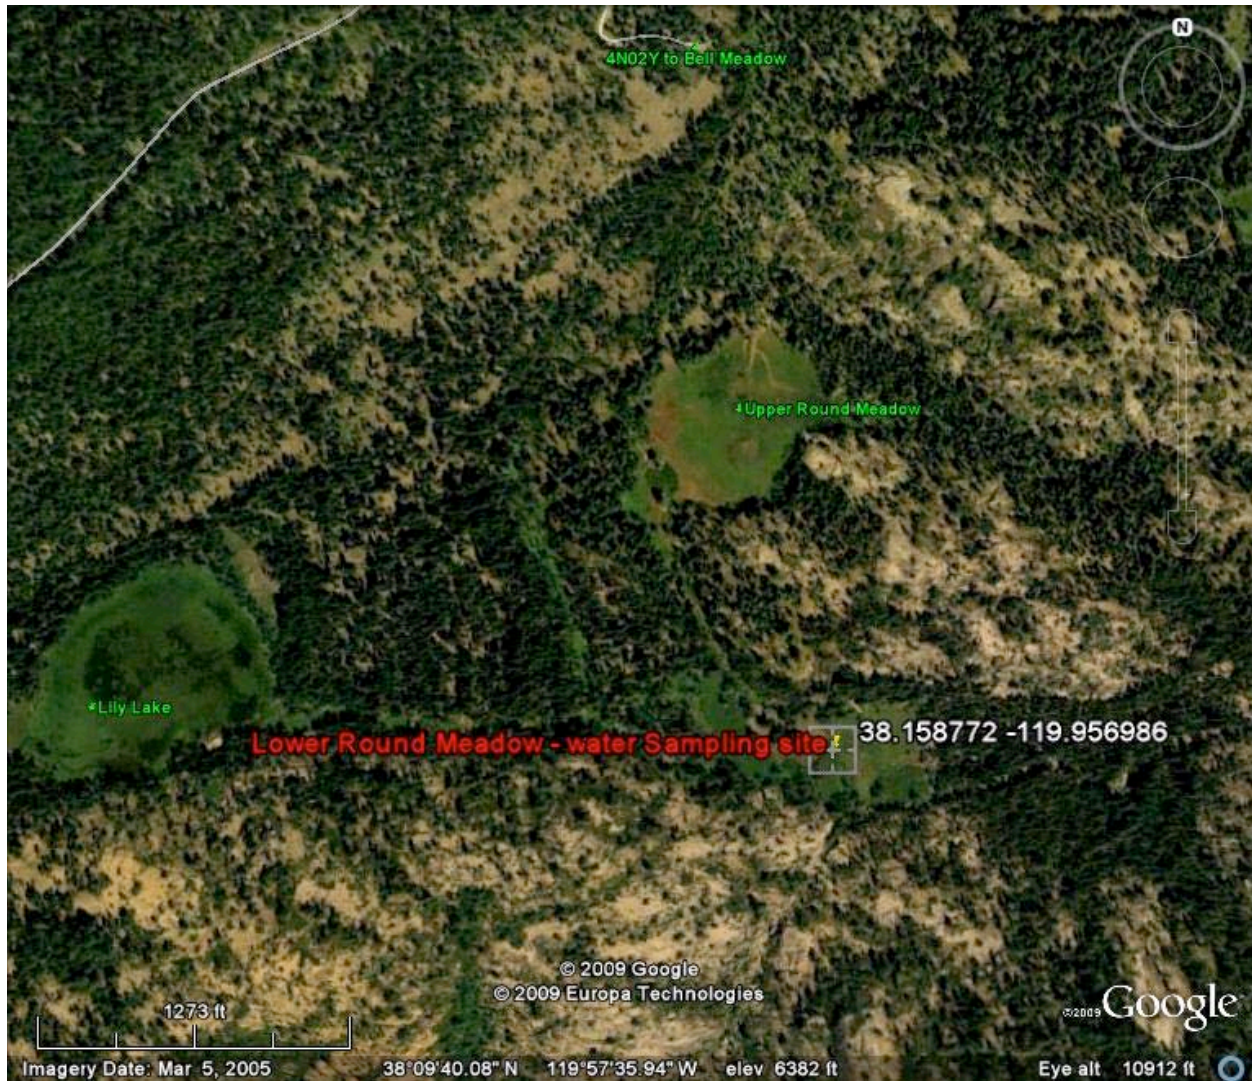 N
4N02Y to Bell Meadow
Upper Round Meadow
Lily Lake
Lower Round Meadow - water Sampling site
38.158772 -119.956986
© 2009 Google
© 2009 Europa Technologies
1273 ft
©2009 Google
Imagery Date: Mar 5, 2005 38°09'40.08" N 119°57'35.94" W elev 6382 ft Eye alt 10912 ft